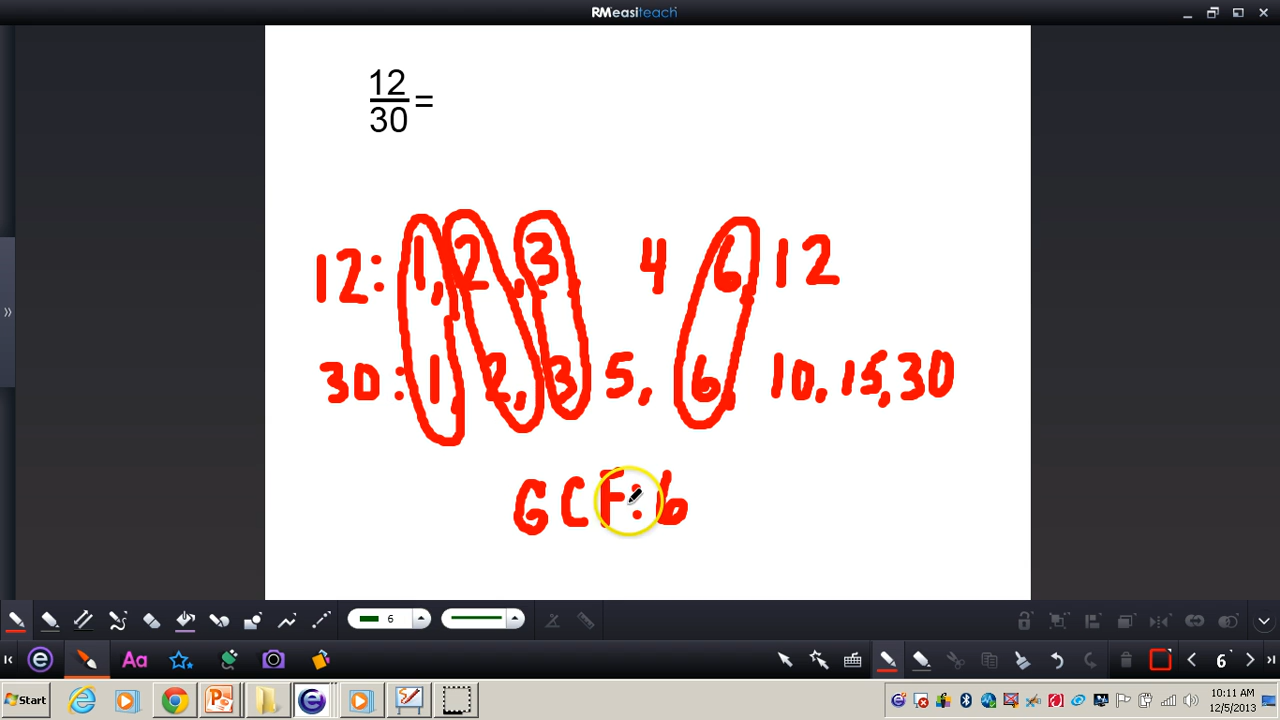 RMeasiteach
12
30 =
12: 1, 2, 3, 4 6, 12
30: 1, 2, 3 5, 6, 10, 15, 30
GCF: 6
6
Aa
6
Start
10:11 AM
12/5/2013